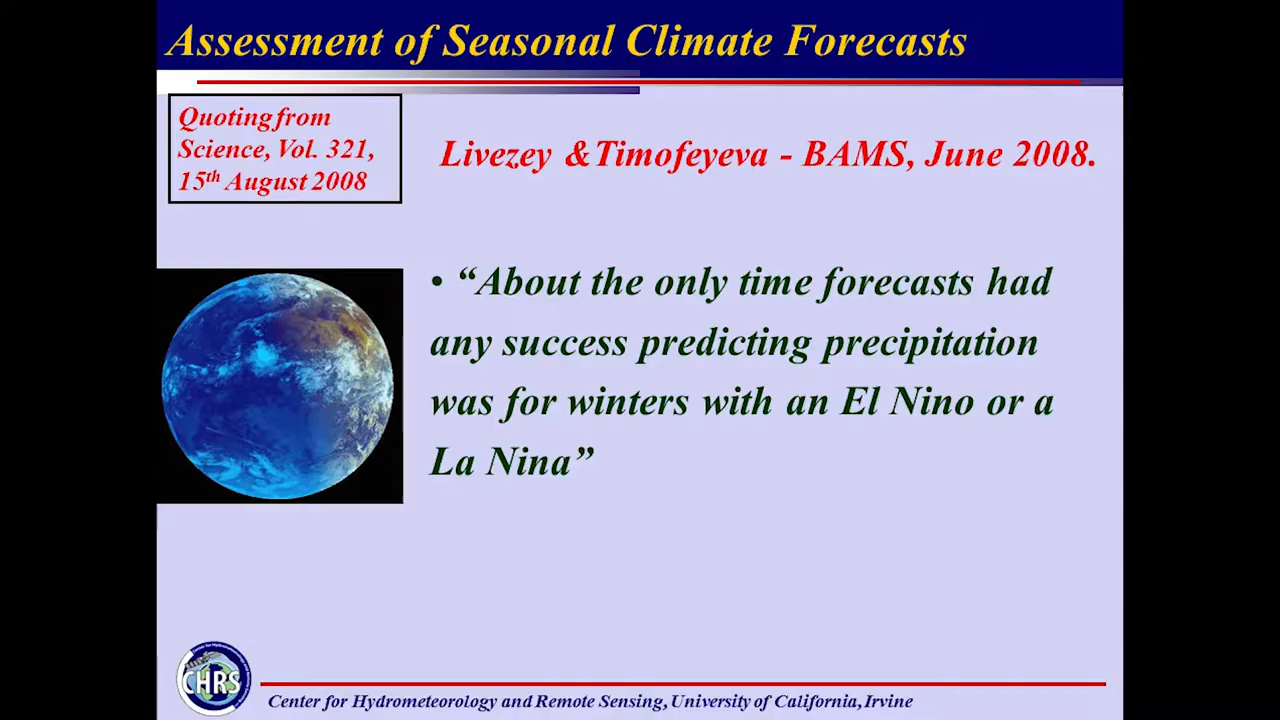 Assessment of Seasonal Climate Forecasts
Quoting from
Science, Vol. 321,
15th August 2008
Livezey &Timofeyeva - BAMS, June 2008.
• “About the only time forecasts had
any success predicting precipitation
was for winters with an El Nino or a
La Nina”
CHRS
Center for Hydrometeorology and Remote Sensing, University of California, Irvine